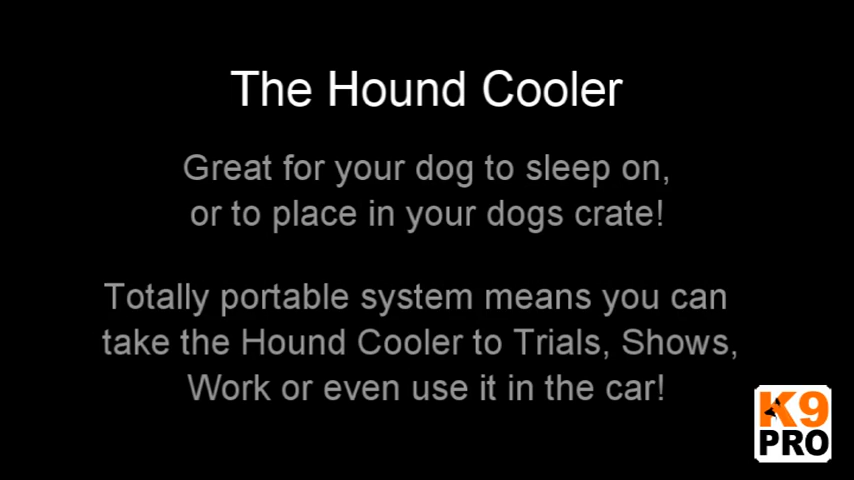 The Hound Cooler
Great for your dog to sleep on,
or to place in your dogs crate!
Totally portable system means you can
take the Hound Cooler to Trials, Shows,
Work or even use it in the car!
K9
PRO